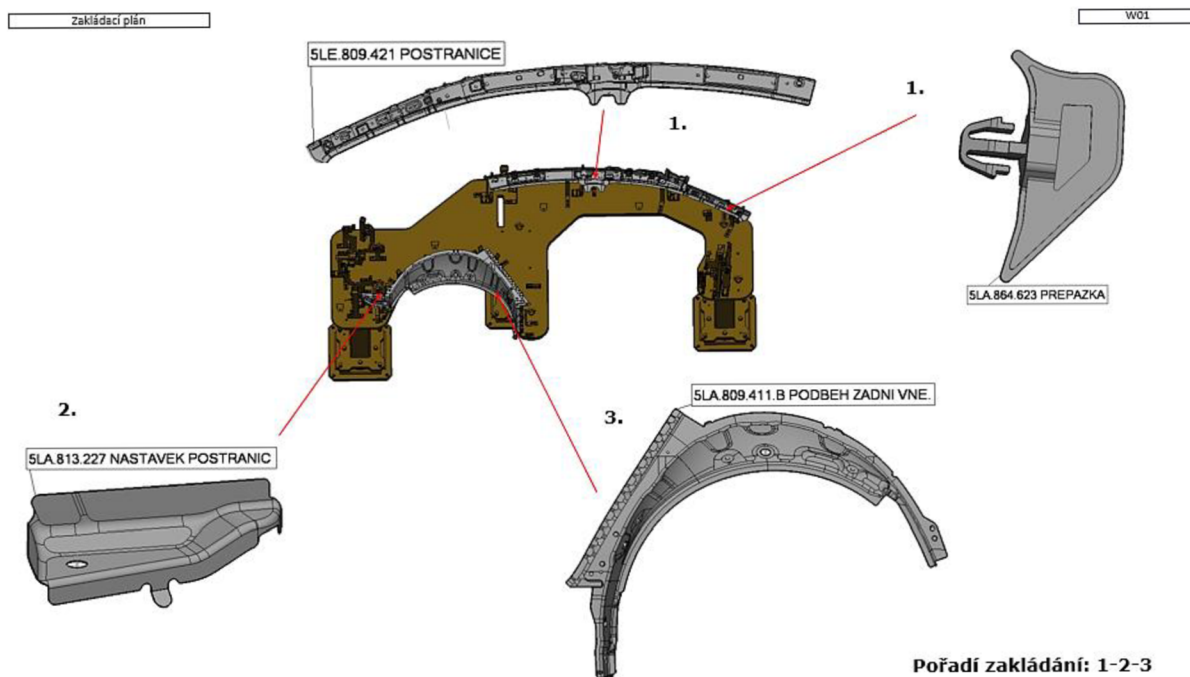 Zakládací plán
W01
5LE.809.421 POSTRANICE
1.
1.
5LA.864.623 PREPAZKA
2.
5LA.813.227 NASTAVEK POSTRANIC
3.
5LA.809.411.B PODBEH ZADNI VNE.
Pořadí zakládání: 1-2-3